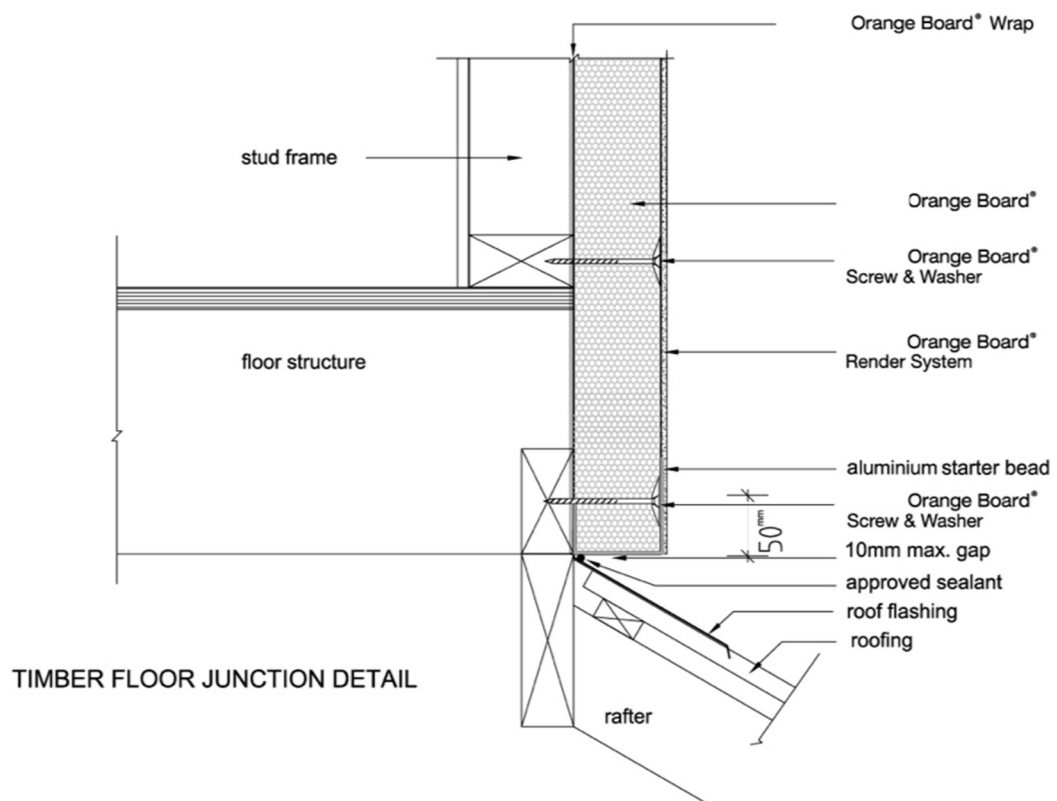 Orange Board® Wrap
stud frame
Orange Board®
Orange Board®
Screw & Washer
Orange Board®
Render System
floor structure
aluminium starter bead
Orange Board®
Screw & Washer
50mm
10mm max. gap
approved sealant
roof flashing
roofing
TIMBER FLOOR JUNCTION DETAIL
rafter